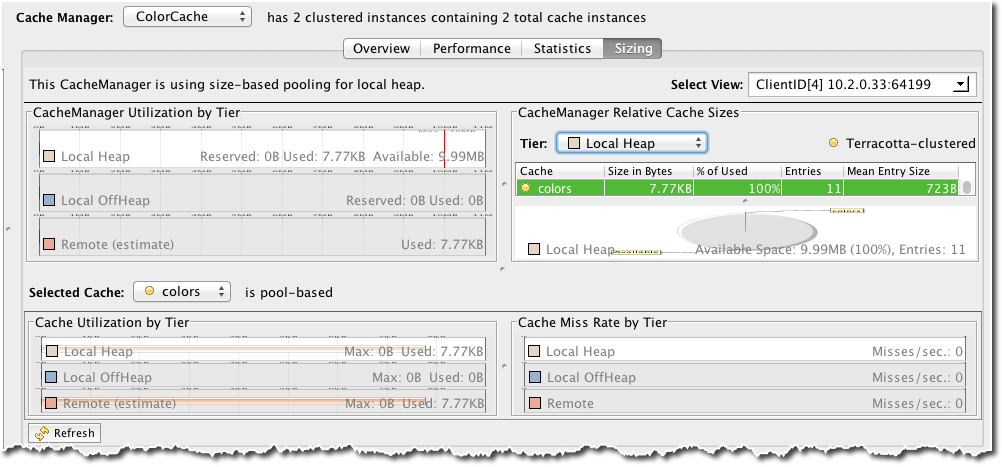 Cache Manager: ColorCache has 2 clustered instances containing 2 total cache instances
Overview Performance Statistics Sizing
This CacheManager is using size-based pooling for local heap.
Select View: ClientID[4] 10.2.0.33:64199
CacheManager Utilization by Tier
Local Heap Reserved: 0B Used: 7.77KB Available: 9.99MB
Local OffHeap Reserved: 0B Used: 0B
Remote (estimate) Used: 7.77KB
CacheManager Relative Cache Sizes
Tier: Local Heap Terracotta-clustered
Cache Size in Bytes % of Used Entries Mean Entry Size
colors 7.77KB 100% 11 723B
colors
Local Heap Available Space: 9.99MB (100%), Entries: 11
Selected Cache: colors is pool-based
Cache Utilization by Tier
Local Heap Max: 0B Used: 7.77KB
Local OffHeap Max: 0B Used: 0B
Remote (estimate) Max: 0B Used: 7.77KB
Cache Miss Rate by Tier
Local Heap Misses/sec.: 0
Local OffHeap Misses/sec.: 0
Remote Misses/sec.: 0
Refresh